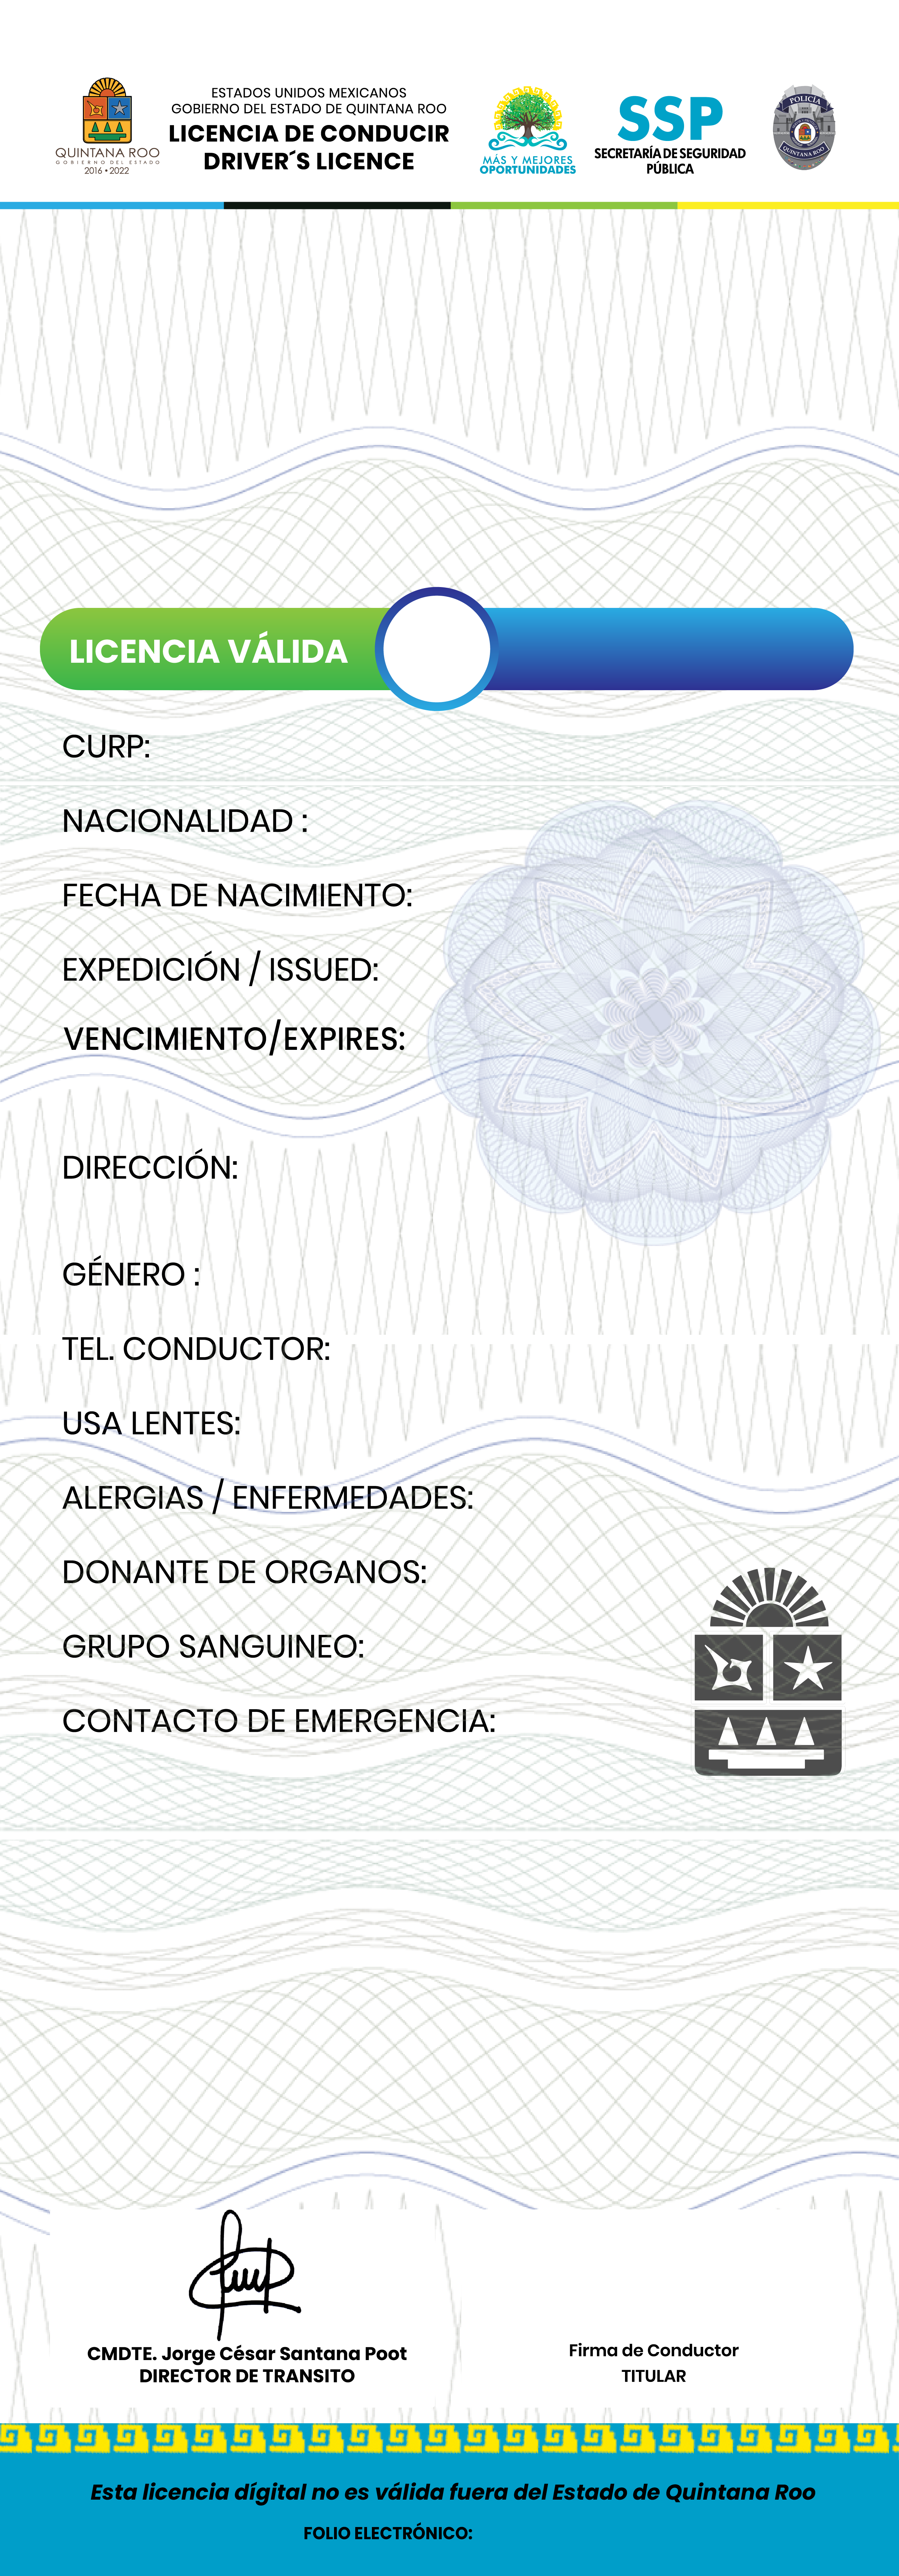 ESTADOS UNIDOS MEXICANOS
GOBIERNO DEL ESTADO DE QUINTANA ROO
LICENCIA DE CONDUCIR
DRIVER´S LICENCE
QUINTANA ROO
GOBIERNO DEL ESTADO
2016 • 2022
MÁS Y MEJORES
OPORTUNIDADES
SSP
SECRETARÍA DE SEGURIDAD
PÚBLICA
POLICÍA
QUINTANA ROO
LICENCIA VÁLIDA
CURP:
NACIONALIDAD :
FECHA DE NACIMIENTO:
EXPEDICIÓN / ISSUED:
VENCIMIENTO/EXPIRES:
DIRECCIÓN:
GÉNERO :
TEL. CONDUCTOR:
USA LENTES:
ALERGIAS / ENFERMEDADES:
DONANTE DE ORGANOS:
GRUPO SANGUINEO:
CONTACTO DE EMERGENCIA:
CMDTE. Jorge César Santana Poot
DIRECTOR DE TRANSITO
Firma de Conductor
TITULAR
Esta licencia dígital no es válida fuera del Estado de Quintana Roo
FOLIO ELECTRÓNICO: